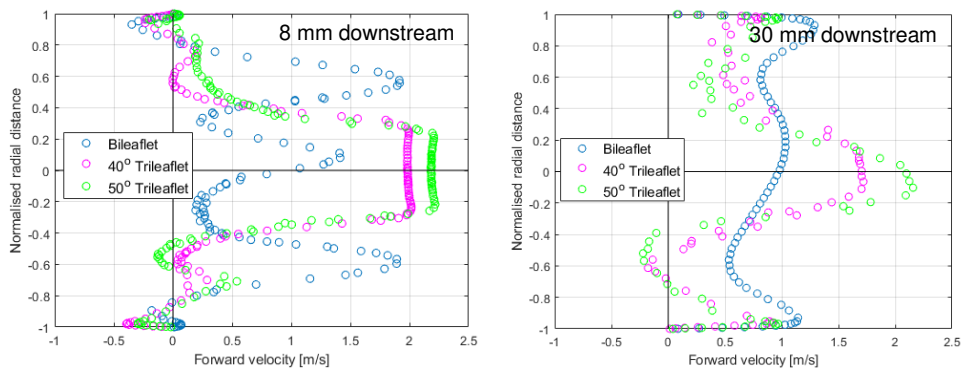 8 mm downstream
1
0.8
0.6
0.4
0.2
0
-0.2
-0.4
-0.6
-0.8
-1
Normalised radial distance
Bileaflet
40° Trileaflet
50° Trileaflet
-1 -0.5 0 0.5 1 1.5 2 2.5
Forward velocity [m/s]
30 mm downstream
1
0.8
0.6
0.4
0.2
0
-0.2
-0.4
-0.6
-0.8
-1
Normalised radial distance
Bileaflet
40° Trileaflet
50° Trileaflet
-1 -0.5 0 0.5 1 1.5 2 2.5
Forward velocity [m/s]